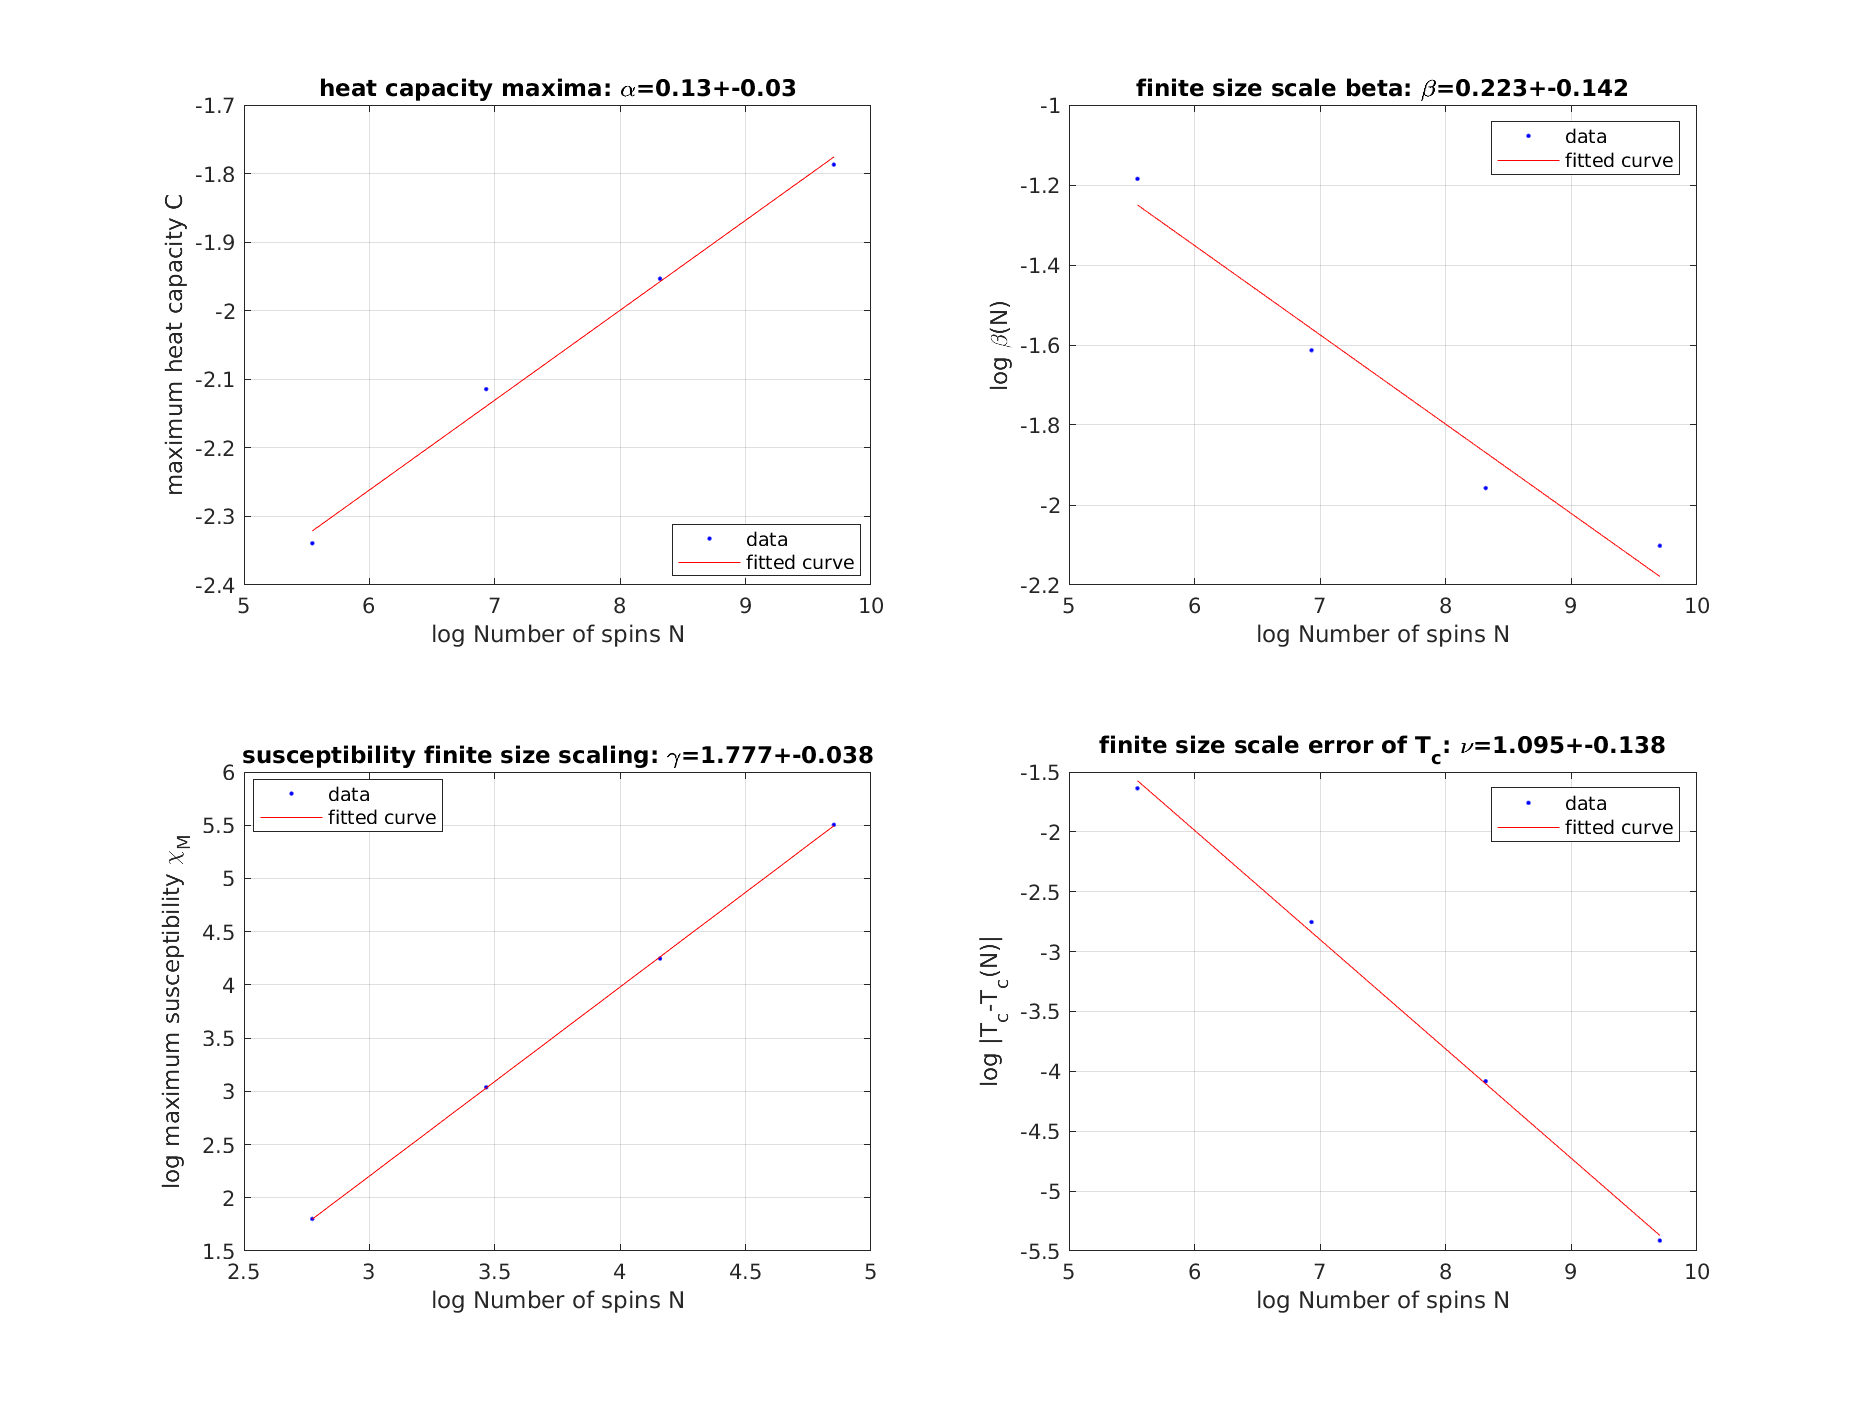 heat capacity maxima: α=0.13+-0.03
-1.7
-1.8
-1.9
-2
-2.1
-2.2
-2.3
-2.4
maximum heat capacity C
data
fitted curve
5 6 7 8 9 10
log Number of spins N
finite size scale beta: β=0.223+-0.142
-1
-1.2
-1.4
-1.6
-1.8
-2
-2.2
log β(N)
data
fitted curve
5 6 7 8 9 10
log Number of spins N
susceptibility finite size scaling: γ=1.777+-0.038
6
5.5
5
4.5
4
3.5
3
2.5
2
1.5
log maximum susceptibility χM
data
fitted curve
2.5 3 3.5 4 4.5 5
log Number of spins N
finite size scale error of Tc: ν=1.095+-0.138
-1.5
-2
-2.5
-3
-3.5
-4
-4.5
-5
-5.5
log |Tc-Tc(N)|
data
fitted curve
5 6 7 8 9 10
log Number of spins N